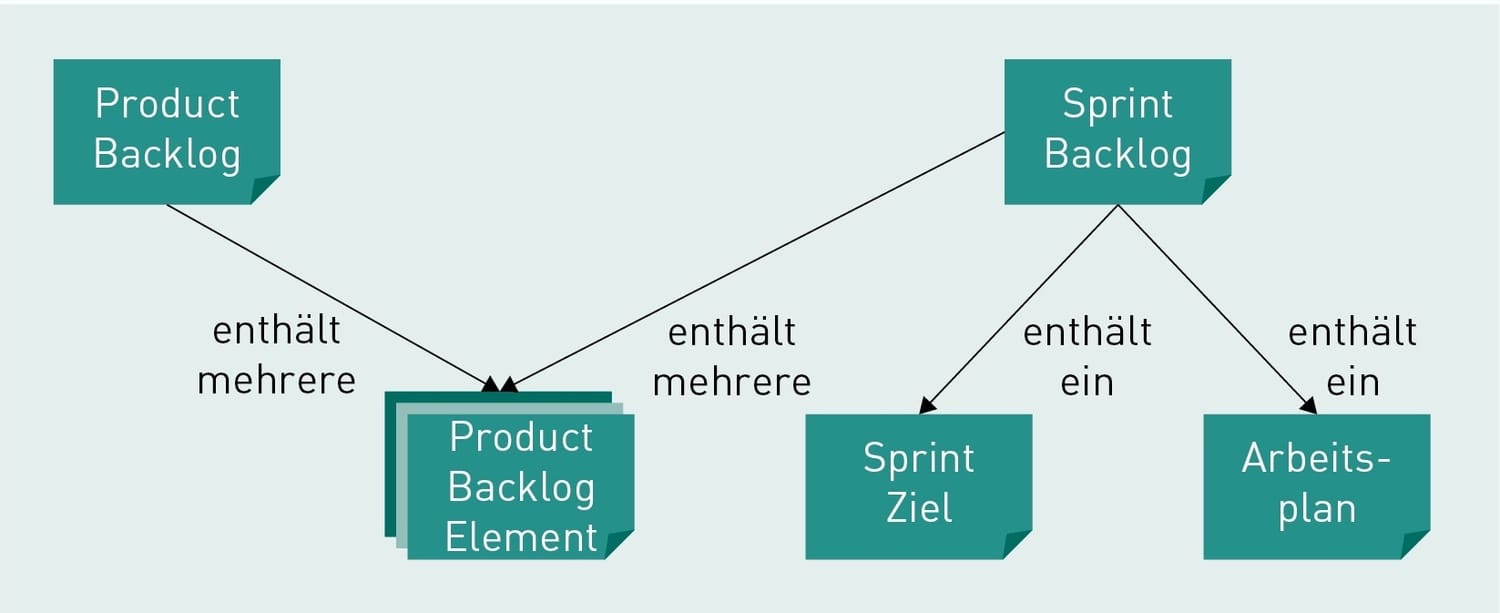 Product
Backlog
Sprint
Backlog
enthält
mehrere
enthält
mehrere
enthält
ein
enthält
ein
Product
Backlog
Element
Sprint
Ziel
Arbeits-
plan